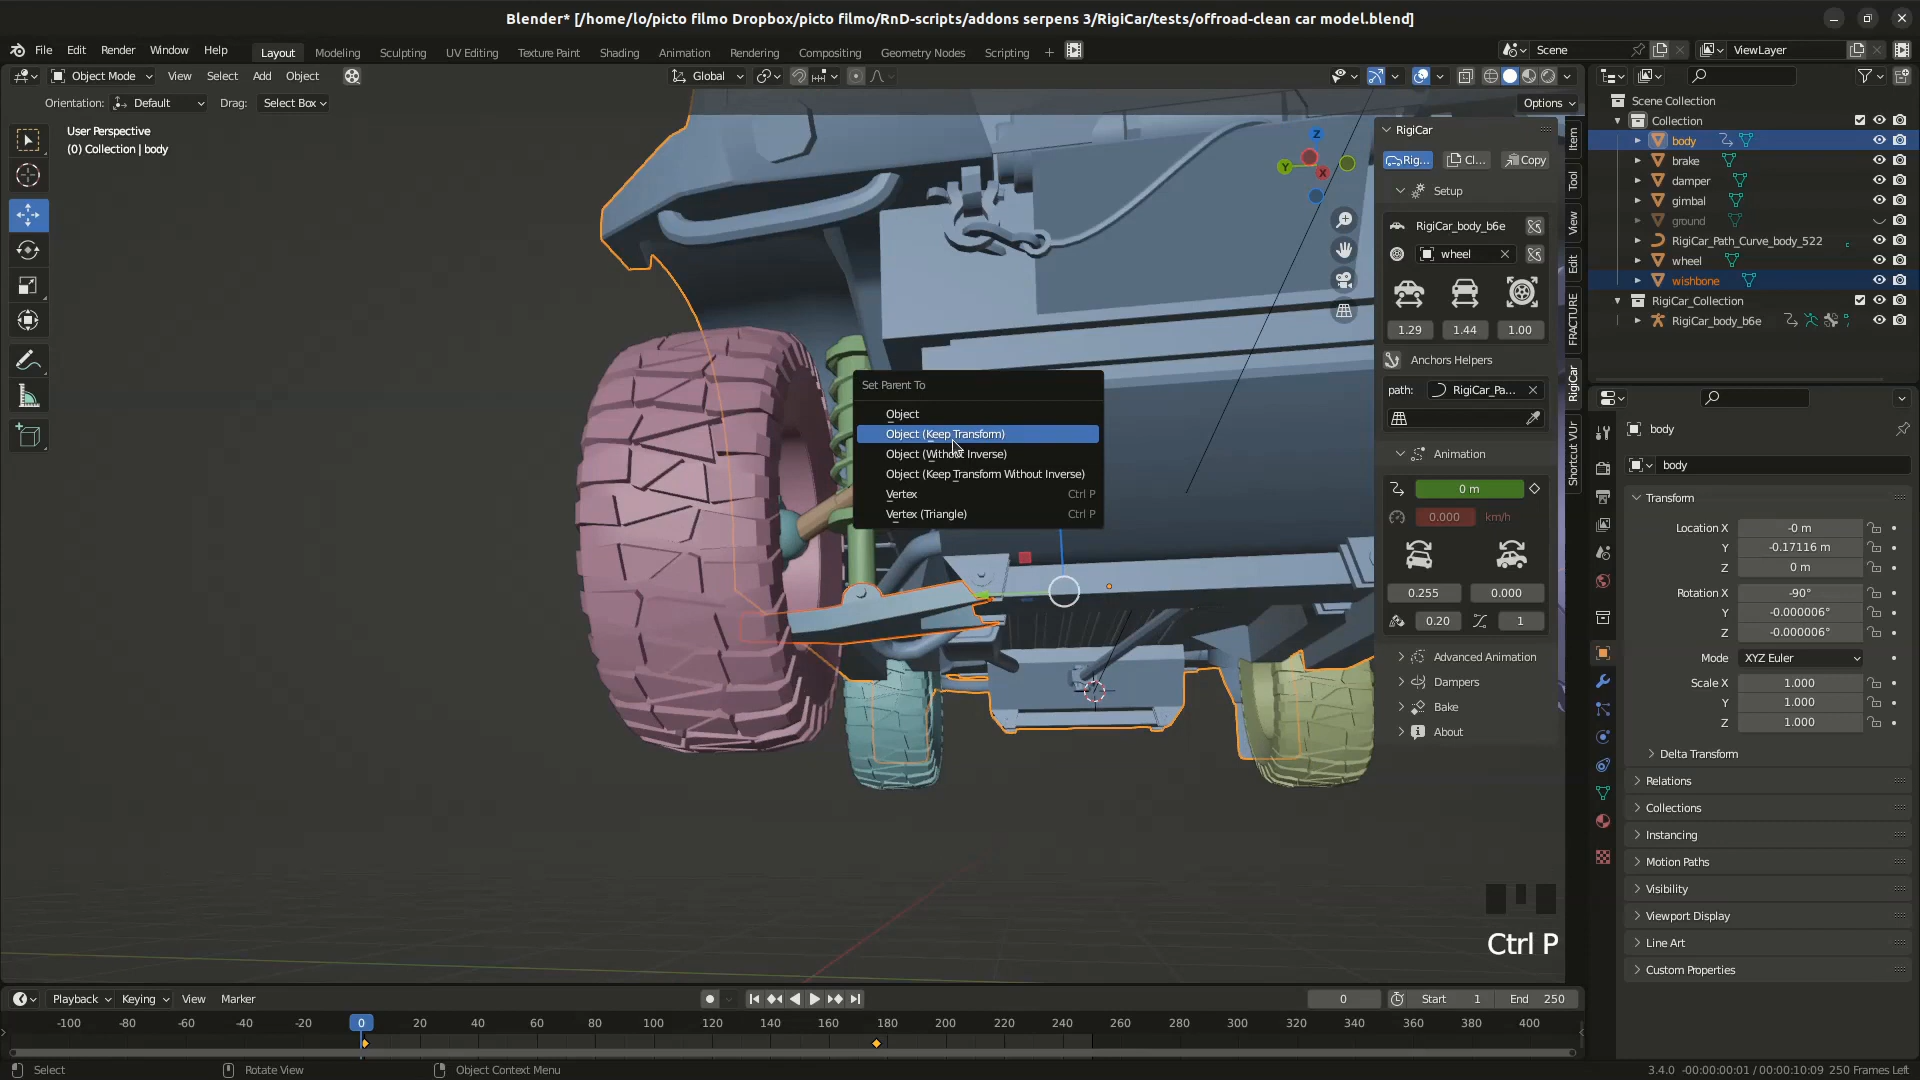 Blender* [/home/lo/picto filmo Dropbox/picto filmo/RnD-scripts/addons serpens 3/RigiCar/tests/offroad-clean car model.blend]
File Edit Render Window Help Layout Modeling Sculpting UV Editing Texture Paint Shading Animation Rendering Compositing Geometry Nodes Scripting + Scene ViewLayer
Object Mode View Select Add Object Global
Orientation: Default Drag: Select Box Options
User Perspective
(0) Collection | body
Set Parent To
Object
Object (Keep Transform)
Object (Without Inverse)
Object (Keep Transform Without Inverse)
Vertex Ctrl P
Vertex (Triangle) Ctrl P
Z
Y
X
RigiCar
Rig... Cl... Copy
Setup
RigiCar_body_b6e
wheel
1.29 1.44 1.00
Anchors Helpers
path: RigiCar_Pa...
Animation
0 m
0.000 km/h
0.255 0.000
0.20 1
Advanced Animation
Dampers
Bake
About
Item
Tool
View
Edit
FRACTURE
RigiCar
Shortcut VUr
Scene Collection
Collection
body
brake
damper
gimbal
ground
RigiCar_Path_Curve_body_522
wheel
wishbone
RigiCar_Collection
RigiCar_body_b6e
body
body
Transform
Location X -0 m
Y -0.17116 m
Z 0 m
Rotation X -90°
Y -0.000006°
Z -0.000006°
Mode XYZ Euler
Scale X 1.000
Y 1.000
Z 1.000
Delta Transform
Relations
Collections
Instancing
Motion Paths
Visibility
Viewport Display
Line Art
Custom Properties
Ctrl P
Playback Keying View Marker 0 Start 1 End 250
-100 -80 -60 -40 -20 0 20 40 60 80 100 120 140 160 180 200 220 240 260 280 300 320 340 360 380 400
Select Rotate View Object Context Menu 3.4.0 -00:00:00:01 / 00:00:10:09 250 Frames Left